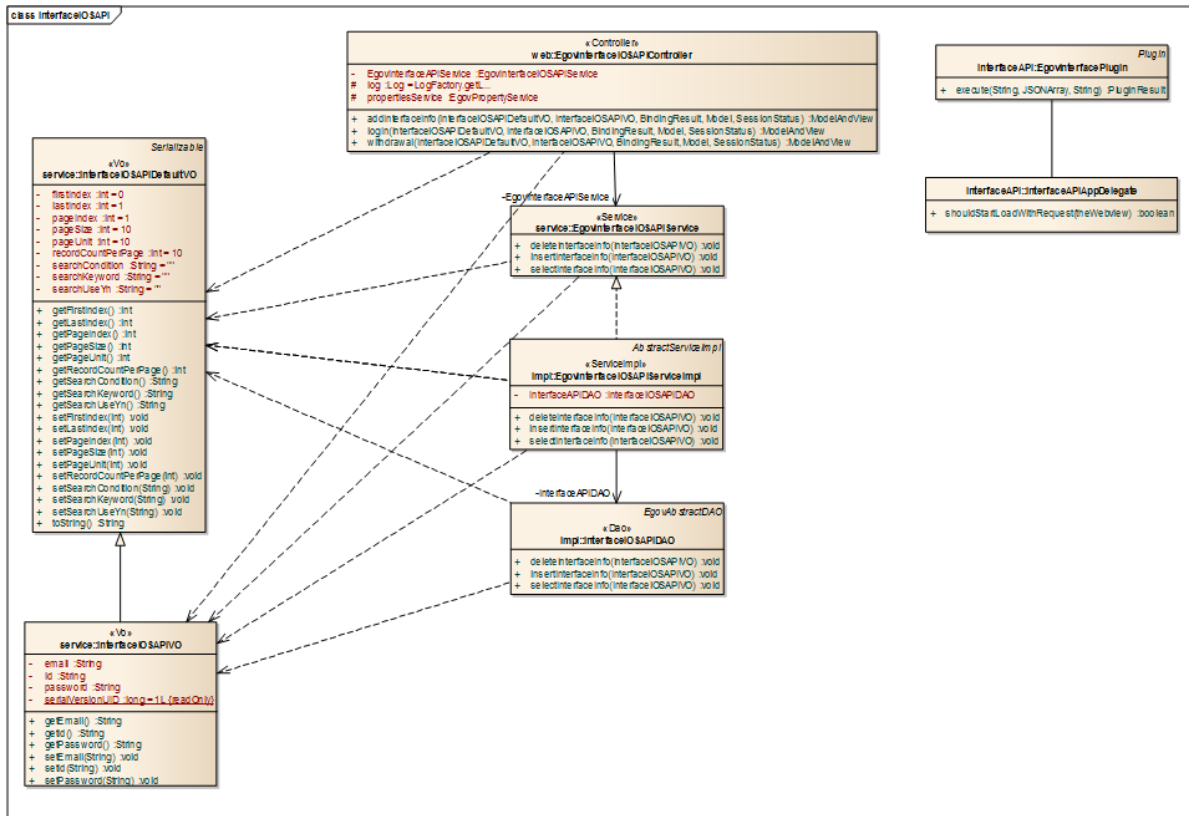 class InterfaceIOSAPI
«Controller»
web::EgovInterfaceIOSAPIController
- EgovInterfaceAPIService :EgovInterfaceIOSAPIService
# log :Log = LogFactory.getL...
# propertiesService :EgovPropertyService
+ addInterfaceInfo(InterfaceIOSAPIDefaultVO, InterfaceIOSAPIVO, BindingResult, Model, SessionStatus) :ModelAndView
+ login(InterfaceIOSAPIDefaultVO, InterfaceIOSAPIVO, BindingResult, Model, SessionStatus) :ModelAndView
+ withdrawal(InterfaceIOSAPIDefaultVO, InterfaceIOSAPIVO, BindingResult, Model, SessionStatus) :ModelAndView
Plugin
InterfaceAPI::EgovInterfacePlugin
+ execute(String, JSONArray, String) :PluginResult
InterfaceAPI::InterfaceAPIAppDelegate
+ shouldStartLoadWithRequest(theWebview) :boolean
Serializable
«Vo»
service::InterfaceIOSAPIDefaultVO
- firstIndex :int = 0
- lastIndex :int = 1
- pageIndex :int = 1
- pageSize :int = 10
- pageUnit :int = 10
- recordCountPerPage :int = 10
- searchCondition :String = ""
- searchKeyword :String = ""
- searchUseYn :String = ""
+ getFirstIndex() :int
+ getLastIndex() :int
+ getPageIndex() :int
+ getPageSize() :int
+ getPageUnit() :int
+ getRecordCountPerPage() :int
+ getSearchCondition() :String
+ getSearchKeyword() :String
+ getSearchUseYn() :String
+ setFirstIndex(int) :void
+ setLastIndex(int) :void
+ setPageIndex(int) :void
+ setPageSize(int) :void
+ setPageUnit(int) :void
+ setRecordCountPerPage(int) :void
+ setSearchCondition(String) :void
+ setSearchKeyword(String) :void
+ setSearchUseYn(String) :void
+ toString() :String
-EgovInterfaceAPIService
«Service»
service::EgovInterfaceIOSAPIService
+ deleteInterfaceInfo(InterfaceIOSAPIVO) :void
+ insertInterfaceInfo(InterfaceIOSAPIVO) :void
+ selectInterfaceInfo(InterfaceIOSAPIVO) :void
AbstractServiceImpl
«ServiceImpl»
impl::EgovInterfaceIOSAPIServiceImpl
- InterfaceAPIDAO :InterfaceIOSAPIDAO
+ deleteInterfaceInfo(InterfaceIOSAPIVO) :void
+ insertInterfaceInfo(InterfaceIOSAPIVO) :void
+ selectInterfaceInfo(InterfaceIOSAPIVO) :void
-InterfaceAPIDAO
EgovAbstractDAO
«Dao»
impl::InterfaceIOSAPIDAO
+ deleteInterfaceInfo(InterfaceIOSAPIVO) :void
+ insertInterfaceInfo(InterfaceIOSAPIVO) :void
+ selectInterfaceInfo(InterfaceIOSAPIVO) :void
«Vo»
service::InterfaceIOSAPIVO
- email :String
- id :String
- password :String
- serialVersionUID :long = 1L {readOnly}
+ getEmail() :String
+ getId() :String
+ getPassword() :String
+ setEmail(String) :void
+ setId(String) :void
+ setPassword(String) :void